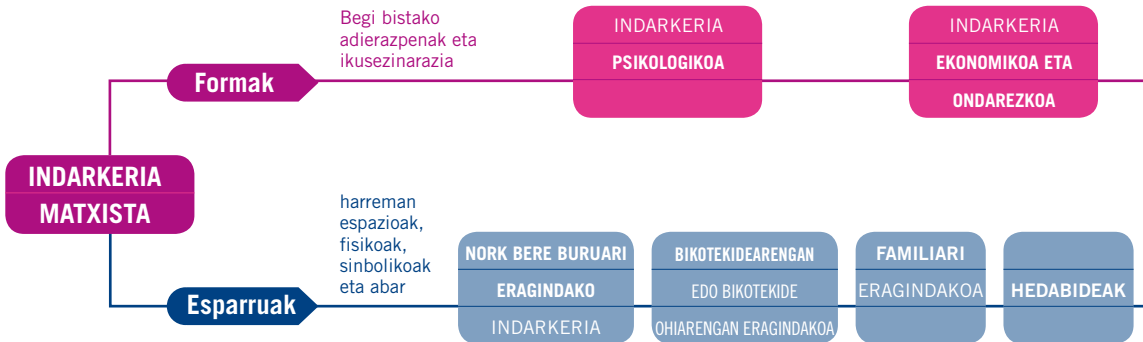 Begi bistako
adierazpenak eta
ikusezinarazia
INDARKERIA
PSIKOLOGIKOA
INDARKERIA
EKONOMIKOA ETA
ONDAREZKOA
Formak
INDARKERIA
MATXISTA
harreman
espazioak,
fisikoak,
sinbolikoak
eta abar
Esparruak
NORK BERE BURUARI
ERAGINDAKO
INDARKERIA
BIKOTEKIDEARENGAN
EDO BIKOTEKIDE
OHIARENGAN ERAGINDAKOA
FAMILIARI
ERAGINDAKOA
HEDABIDEAK